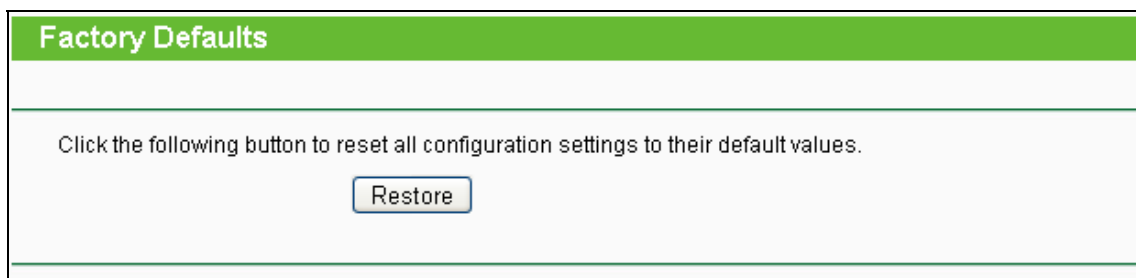 Factory Defaults
Click the following button to reset all configuration settings to their default values.
Restore